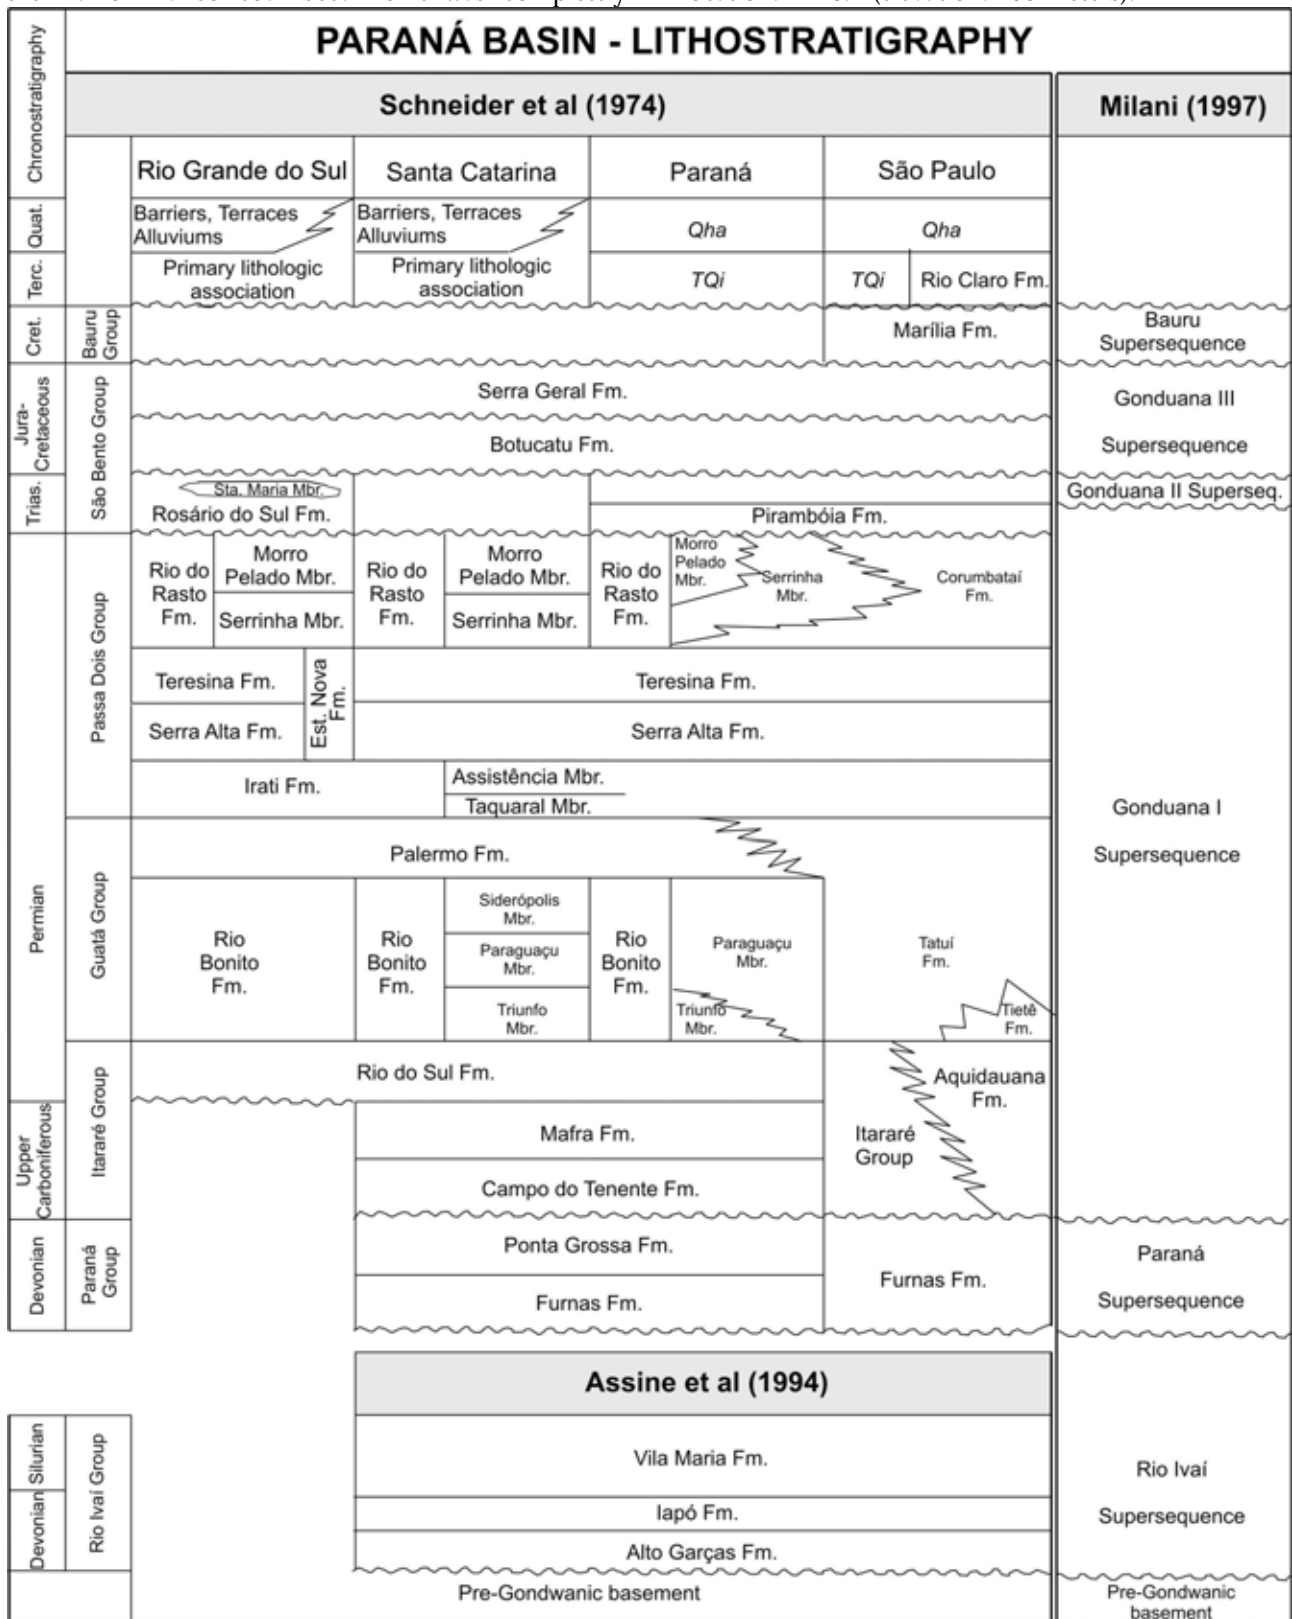 PARANÁ BASIN - LITHOSTRATIGRAPHY
Chronostratigraphy
Schneider et al (1974)
Milani (1997)
Rio Grande do Sul
Santa Catarina
Paraná
São Paulo
Quat.
Barriers, Terraces
Alluviums
Barriers, Terraces
Alluviums
Qha
Qha
Terc.
Primary lithologic
association
Primary lithologic
association
TQi
TQi
Rio Claro Fm.
Cret.
Bauru
Group
Marília Fm.
Bauru
Supersequence
Jura-
Cretaceous
São Bento Group
Serra Geral Fm.
Botucatu Fm.
Gonduana III
Supersequence
Trias.
Sta. Maria Mbr.
Rosário do Sul Fm.
Pirambóia Fm.
Gonduana II Superseq.
Permian
Passa Dois Group
Rio do
Rasto
Fm.
Morro
Pelado Mbr.
Serrinha Mbr.
Rio do
Rasto
Fm.
Morro
Pelado Mbr.
Serrinha Mbr.
Rio do
Rasto
Fm.
Morro
Pelado
Mbr.
Serrinha
Mbr.
Corumbataí
Fm.
Teresina Fm.
Serra Alta Fm.
Est. Nova
Fm.
Teresina Fm.
Serra Alta Fm.
Irati Fm.
Assistência Mbr.
Taquaral Mbr.
Gonduana I
Supersequence
Guatá Group
Palermo Fm.
Rio
Bonito
Fm.
Rio
Bonito
Fm.
Siderópolis
Mbr.
Paraguaçu
Mbr.
Triunfo
Mbr.
Rio
Bonito
Fm.
Paraguaçu
Mbr.
Triunfo
Mbr.
Tatuí
Fm.
Tietê
Fm.
Itararé Group
Rio do Sul Fm.
Aquidauana
Fm.
Upper
Carboniferous
Mafra Fm.
Itararé
Group
Campo do Tenente Fm.
Devonian
Paraná
Group
Ponta Grossa Fm.
Furnas Fm.
Furnas Fm.
Paraná
Supersequence
Assine et al (1994)
Silurian
Devonian
Rio Ivaí Group
Vila Maria Fm.
Iapó Fm.
Alto Garças Fm.
Rio Ivaí
Supersequence
Pre-Gondwanic basement
Pre-Gondwanic
basement